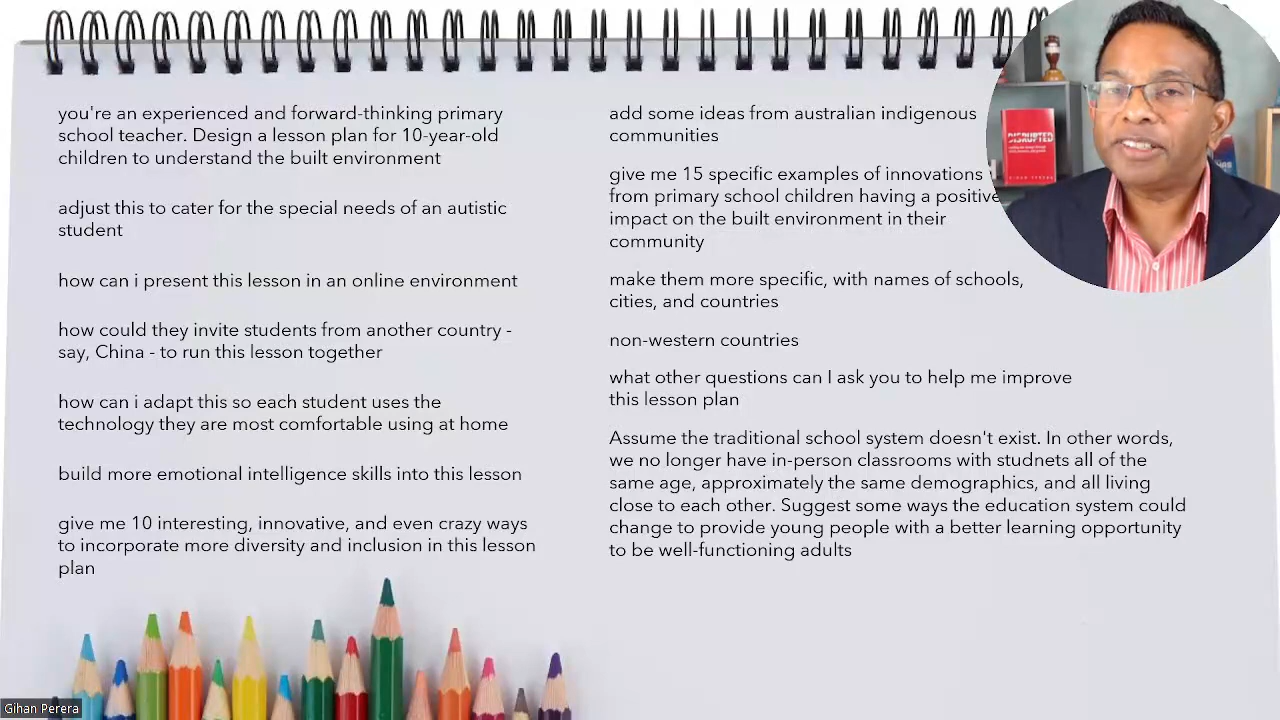 you're an experienced and forward-thinking primary
school teacher. Design a lesson plan for 10-year-old
children to understand the built environment
adjust this to cater for the special needs of an autistic
student
how can i present this lesson in an online environment
how could they invite students from another country -
say, China - to run this lesson together
how can i adapt this so each student uses the
technology they are most comfortable using at home
build more emotional intelligence skills into this lesson
give me 10 interesting, innovative, and even crazy ways
to incorporate more diversity and inclusion in this lesson
plan
add some ideas from australian indigenous
communities
give me 15 specific examples of innovations
from primary school children having a positive
impact on the built environment in their
community
make them more specific, with names of schools,
cities, and countries
non-western countries
what other questions can I ask you to help me improve
this lesson plan
Assume the traditional school system doesn't exist. In other words,
we no longer have in-person classrooms with studnets all of the
same age, approximately the same demographics, and all living
close to each other. Suggest some ways the education system could
change to provide young people with a better learning opportunity
to be well-functioning adults
DISRUPTED
Gihan Perera